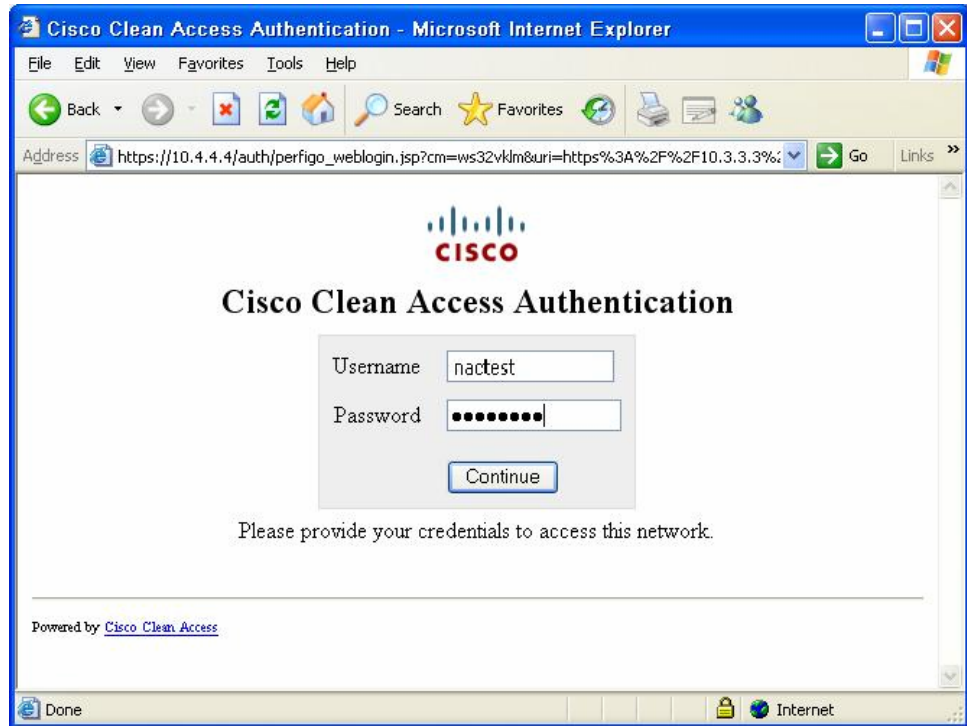 Cisco Clean Access Authentication - Microsoft Internet Explorer
File Edit View Favorites Tools Help
Back Search Favorites
Address https://10.4.4.4/auth/perfigo_weblogin.jsp?cm=ws32vklm&uri=https%3A%2F%2F10.3.3.3% Go Links »
CISCO
Cisco Clean Access Authentication
Username nactest
Password ●●●●●●●●
Continue
Please provide your credentials to access this network.
Powered by Cisco Clean Access
Done Internet